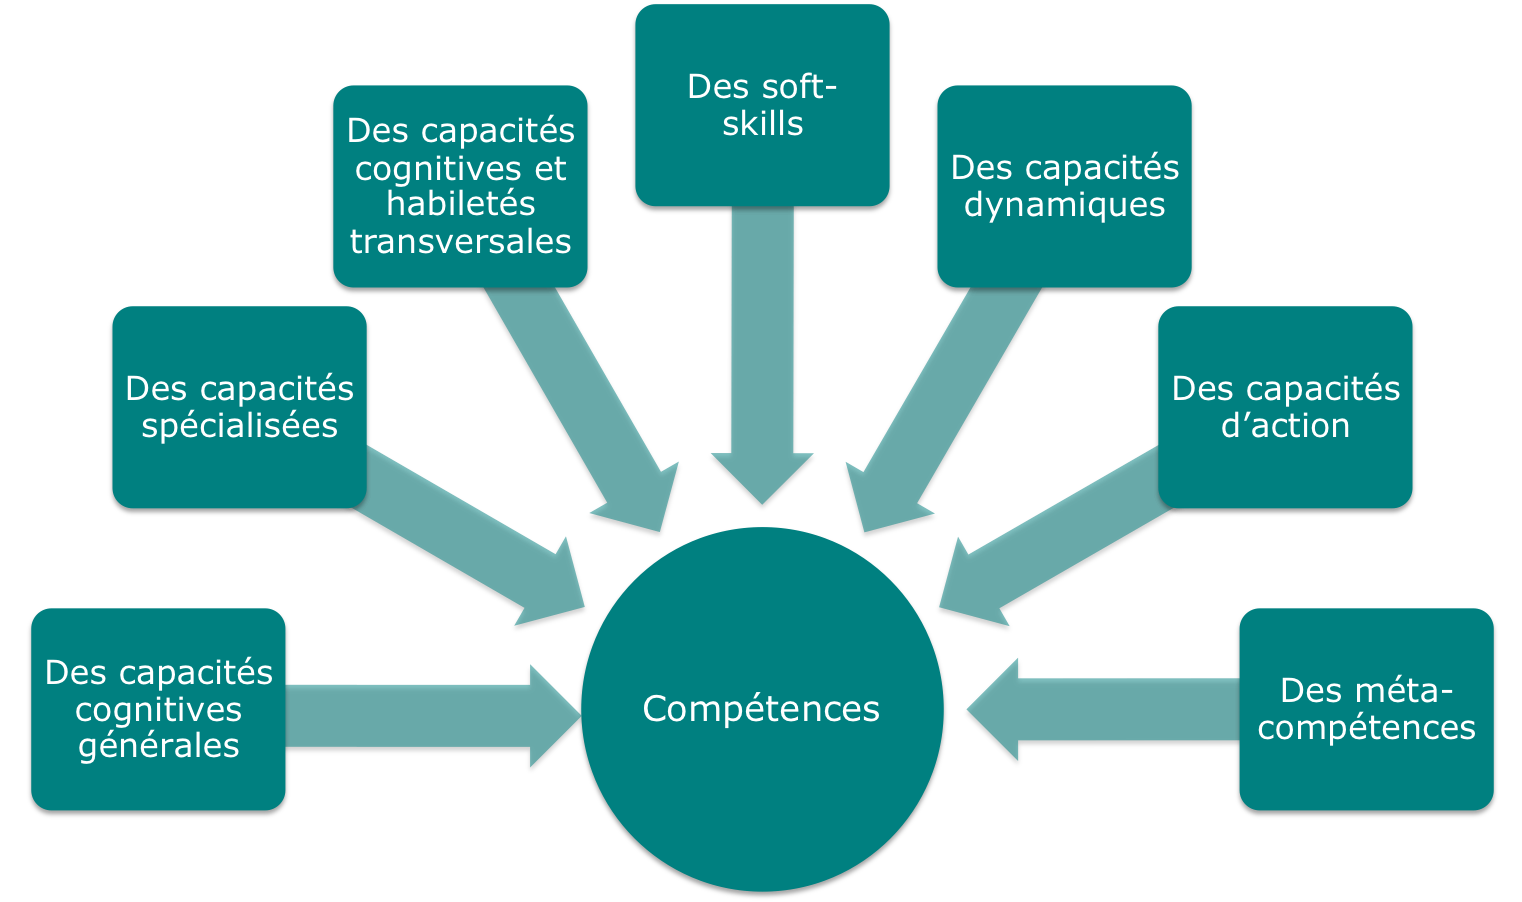 Des soft-
skills
Des capacités
cognitives et
habiletés
transversales
Des capacités
dynamiques
Des capacités
spécialisées
Des capacités
d’action
Des capacités
cognitives
générales
Compétences
Des méta-
compétences